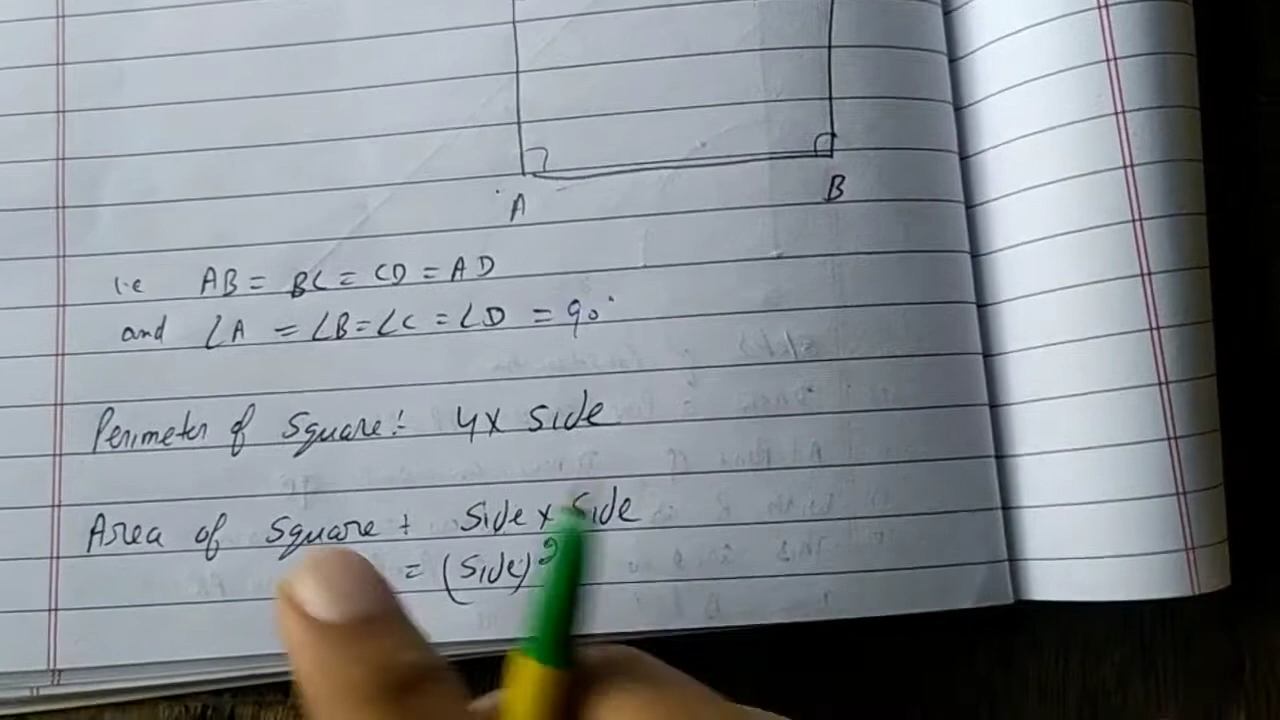 A B
i.e AB = BC = CD = AD
and ∠A = ∠B = ∠C = ∠D = 90°
Perimeter of Square :- 4 x Side
Area of Square :- Side x Side
= (Side)²